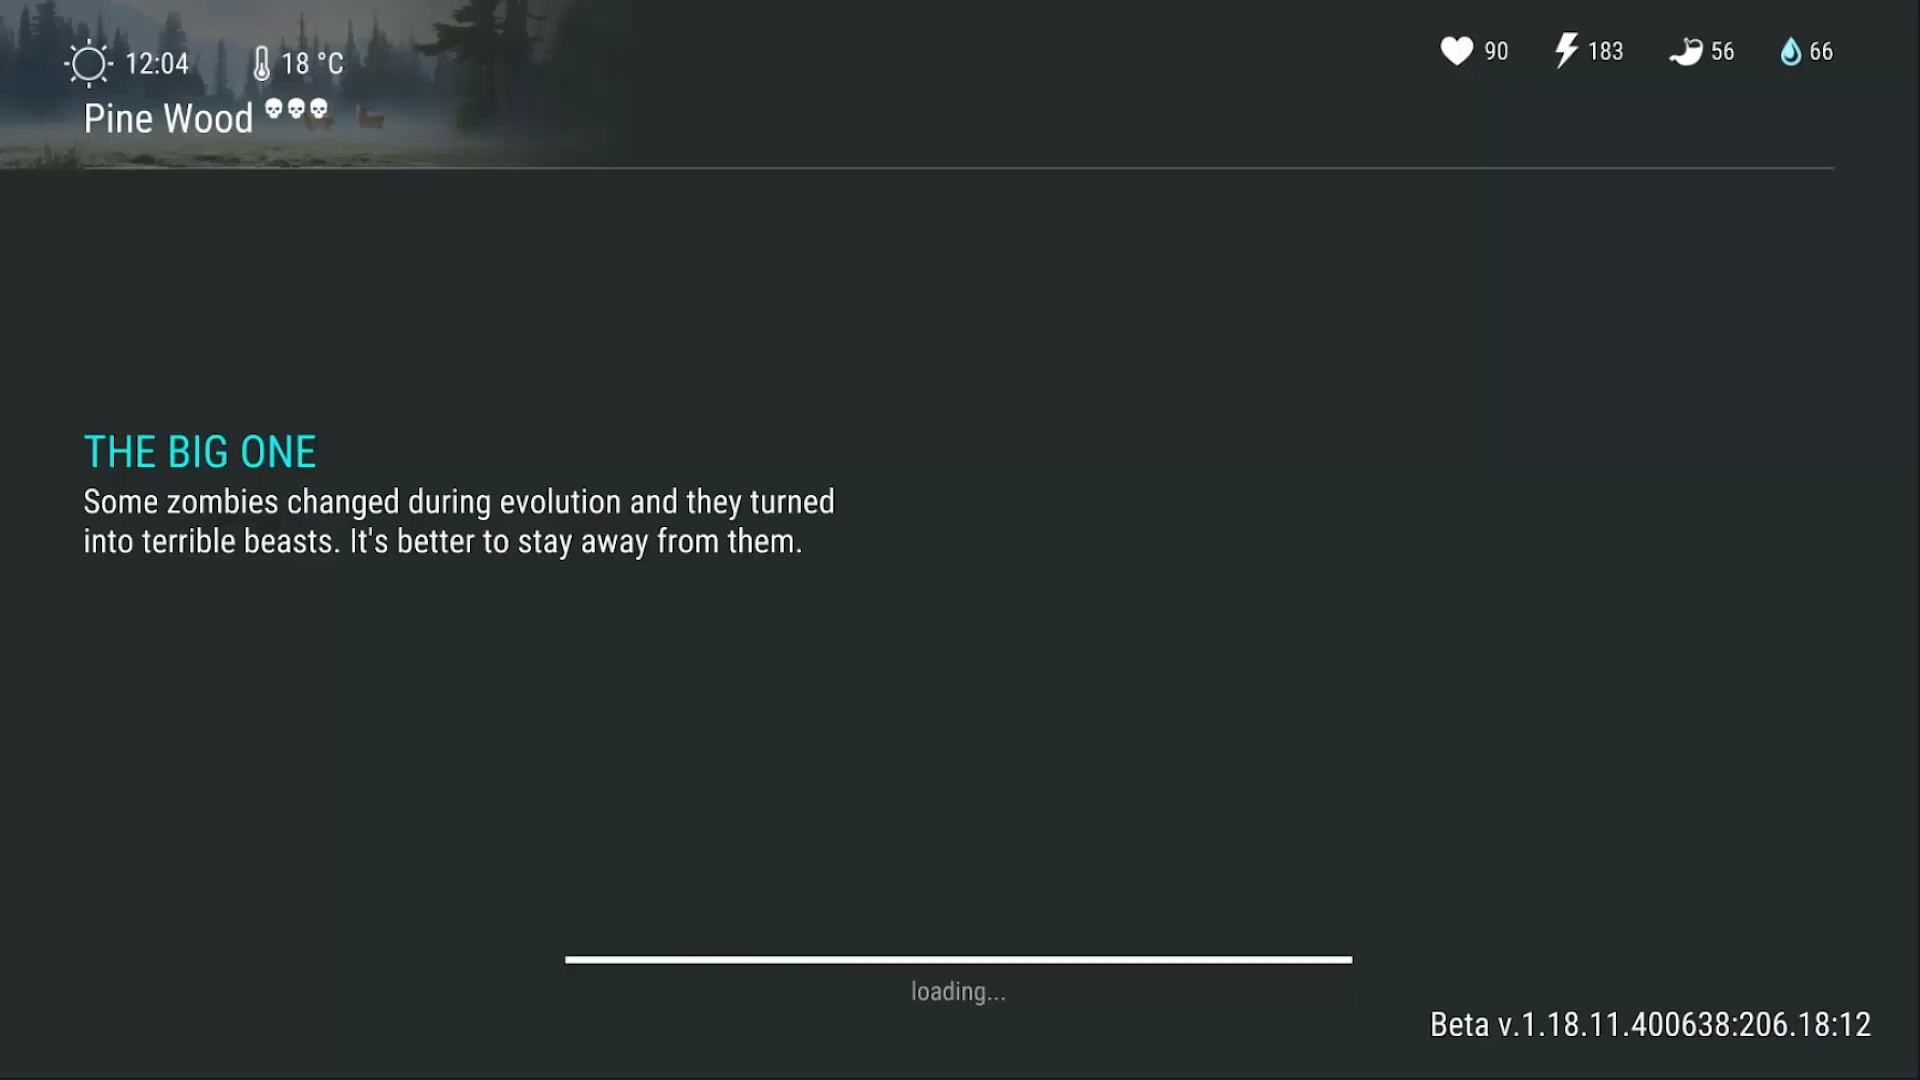 12:04 18 °C
90 183 56 66
Pine Wood
THE BIG ONE
Some zombies changed during evolution and they turned
into terrible beasts. It's better to stay away from them.
loading...
Beta v.1.18.11.400638:206.18:12